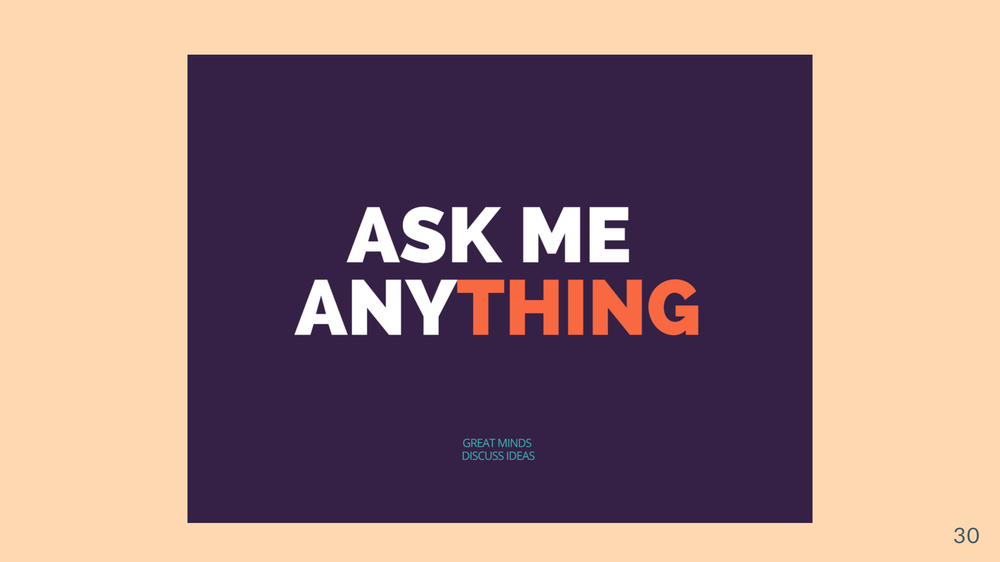 ASK ME
ANYTHING
GREAT MINDS
DISCUSS IDEAS
30